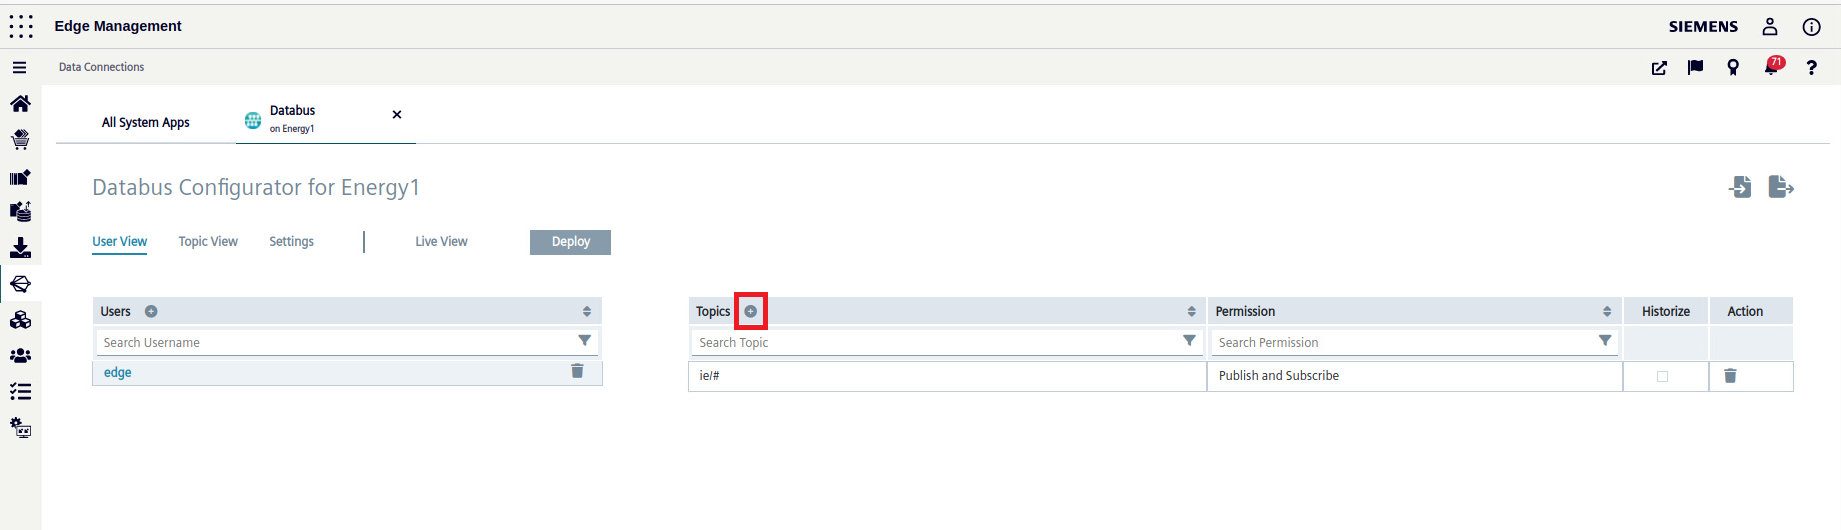 Edge Management
SIEMENS
Data Connections
71
?
All System Apps
Databus
on Energy1
Databus Configurator for Energy1
User View
Topic View
Settings
Live View
Deploy
Users
Topics
Permission
Historize
Action
Search Username
Search Topic
Search Permission
edge
ie/#
Publish and Subscribe